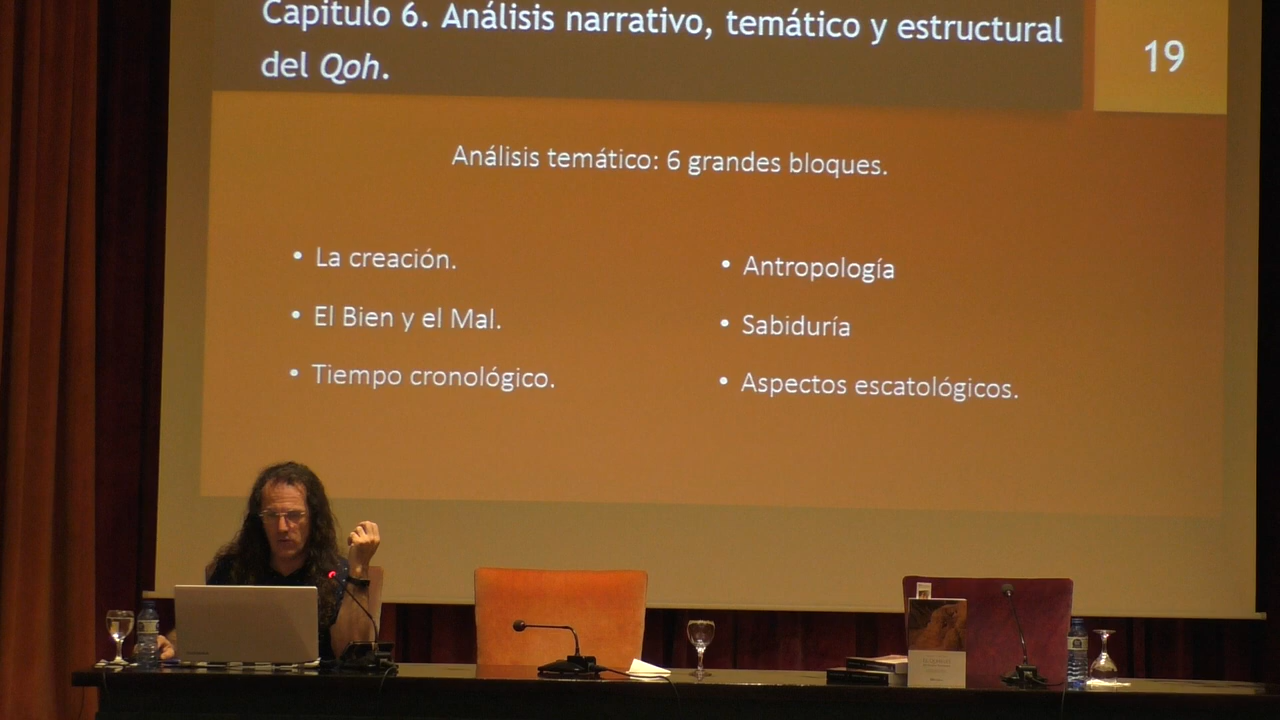 Capítulo 6. Análisis narrativo, temático y estructural
del Qoh.
19
Análisis temático: 6 grandes bloques.
• La creación.
• El Bien y el Mal.
• Tiempo cronológico.
• Antropología
• Sabiduría
• Aspectos escatológicos.